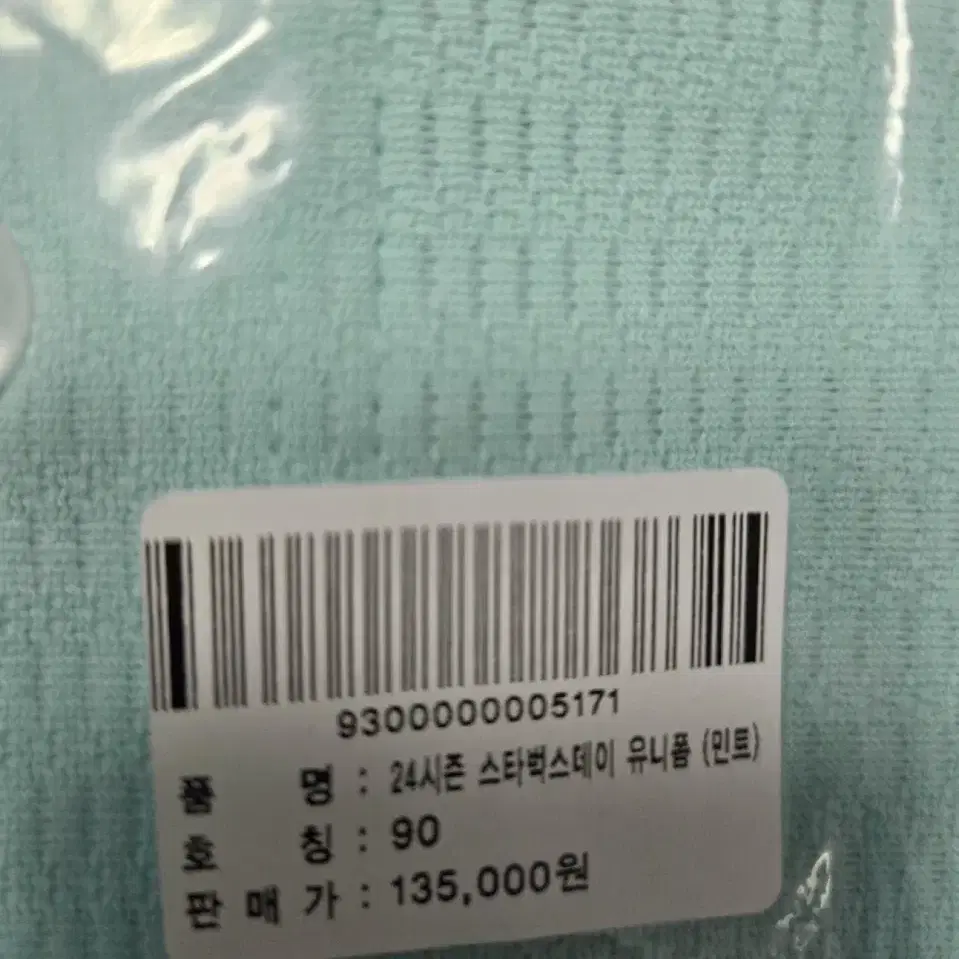 9300000005171
품 명 : 24시즌 스타벅스데이 유니폼 (민트)
호 칭 : 90
판 매 가 : 135,000원